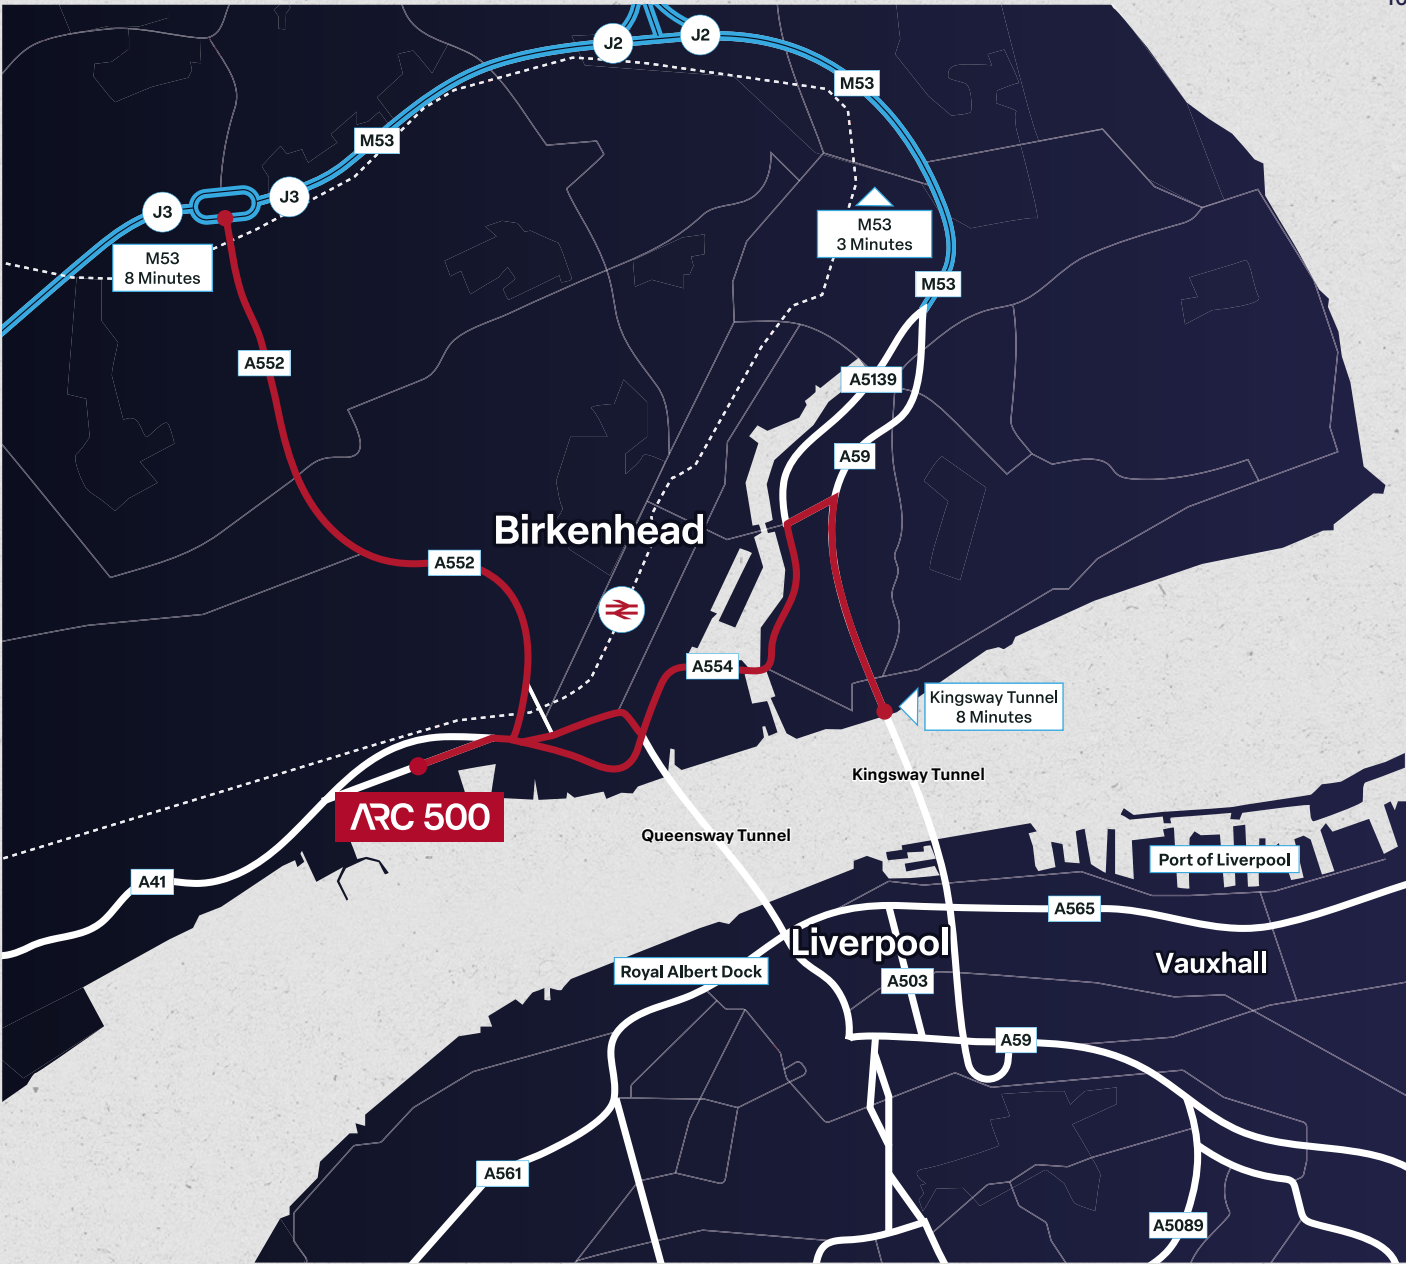 J2
J2
M53
M53
J3
J3
M53
3 Minutes
M53
8 Minutes
M53
A552
A5139
A59
Birkenhead
A552
A554
Kingsway Tunnel
8 Minutes
Kingsway Tunnel
ARC 500
Queensway Tunnel
Port of Liverpool
A41
A565
Liverpool
Vauxhall
Royal Albert Dock
A503
A59
A561
A5089